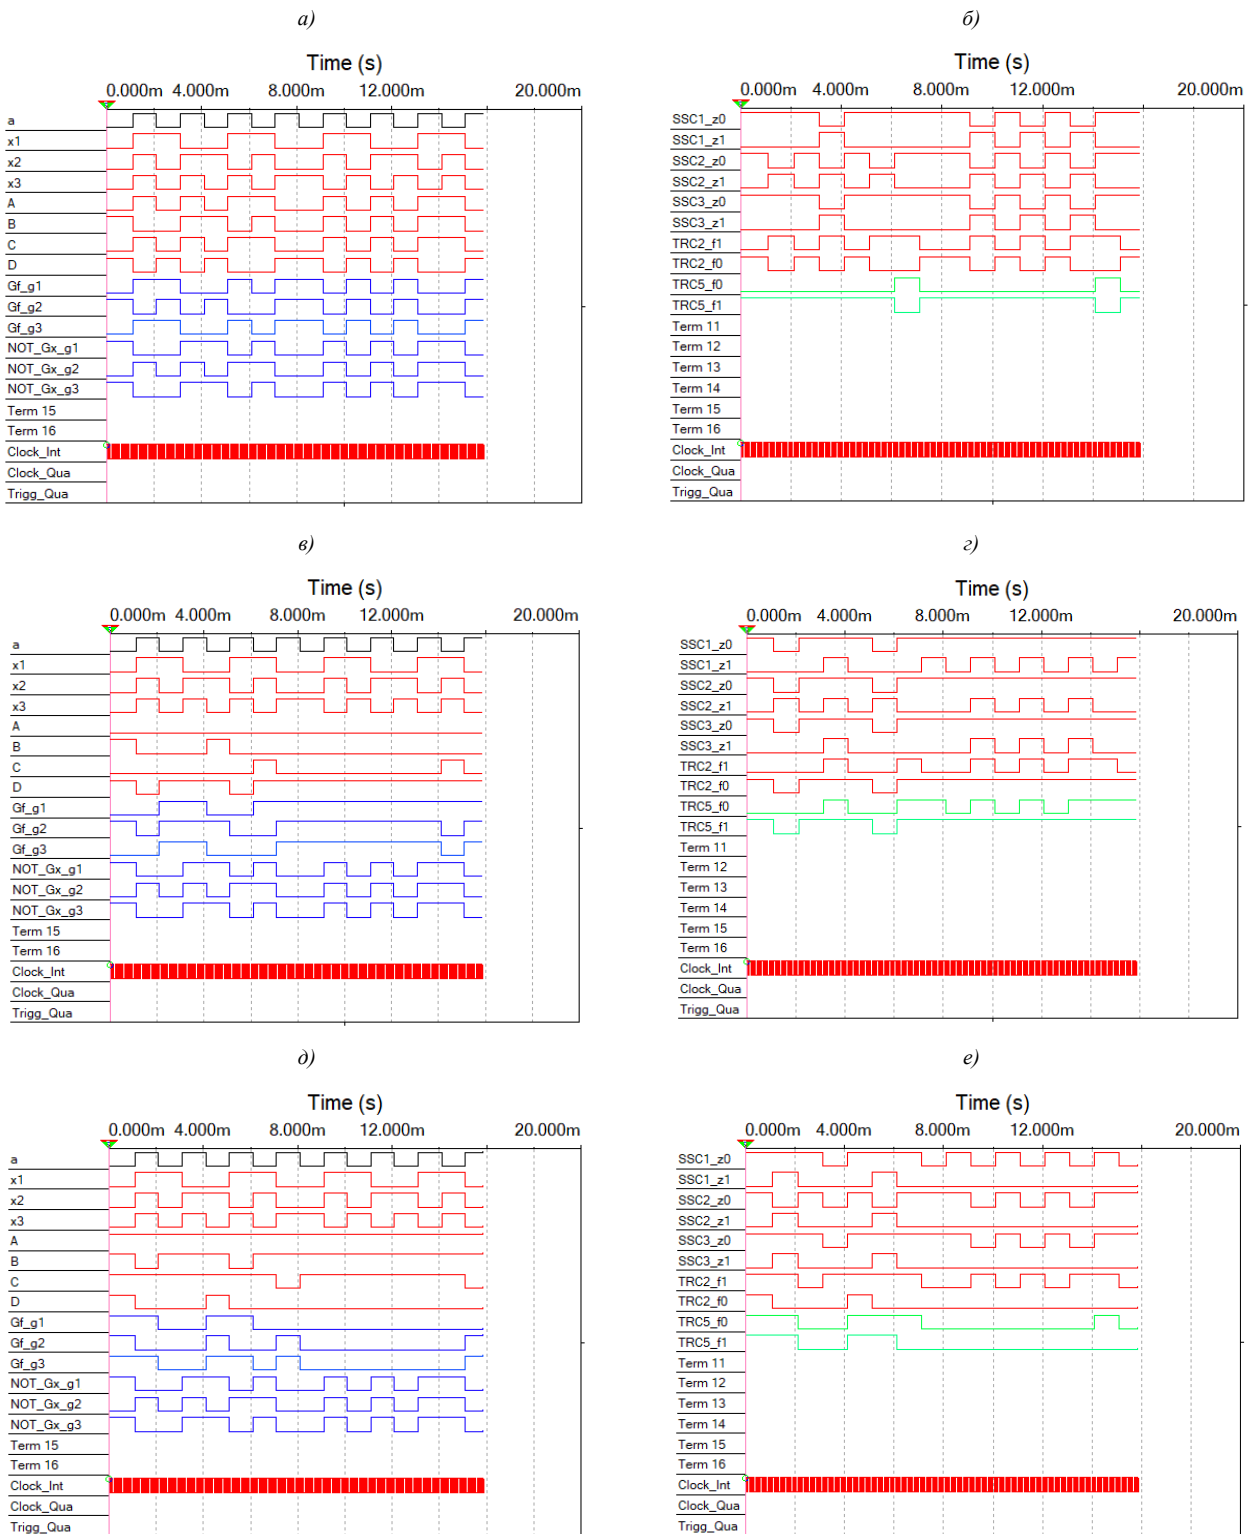 а)
б)
Time (s)
0.000m 4.000m 8.000m 12.000m 20.000m
a
x1
x2
x3
A
B
C
D
Gf_g1
Gf_g2
Gf_g3
NOT_Gx_g1
NOT_Gx_g2
NOT_Gx_g3
Term 15
Term 16
Clock_Int
Clock_Qua
Trigg_Qua
Time (s)
0.000m 4.000m 8.000m 12.000m 20.000m
SSC1_z0
SSC1_z1
SSC2_z0
SSC2_z1
SSC3_z0
SSC3_z1
TRC2_f1
TRC2_f0
TRC5_f0
TRC5_f1
Term 11
Term 12
Term 13
Term 14
Term 15
Term 16
Clock_Int
Clock_Qua
Trigg_Qua
в)
г)
Time (s)
0.000m 4.000m 8.000m 12.000m 20.000m
a
x1
x2
x3
A
B
C
D
Gf_g1
Gf_g2
Gf_g3
NOT_Gx_g1
NOT_Gx_g2
NOT_Gx_g3
Term 15
Term 16
Clock_Int
Clock_Qua
Trigg_Qua
Time (s)
0.000m 4.000m 8.000m 12.000m 20.000m
SSC1_z0
SSC1_z1
SSC2_z0
SSC2_z1
SSC3_z0
SSC3_z1
TRC2_f1
TRC2_f0
TRC5_f0
TRC5_f1
Term 11
Term 12
Term 13
Term 14
Term 15
Term 16
Clock_Int
Clock_Qua
Trigg_Qua
д)
е)
Time (s)
0.000m 4.000m 8.000m 12.000m 20.000m
a
x1
x2
x3
A
B
C
D
Gf_g1
Gf_g2
Gf_g3
NOT_Gx_g1
NOT_Gx_g2
NOT_Gx_g3
Term 15
Term 16
Clock_Int
Clock_Qua
Trigg_Qua
Time (s)
0.000m 4.000m 8.000m 12.000m 20.000m
SSC1_z0
SSC1_z1
SSC2_z0
SSC2_z1
SSC3_z0
SSC3_z1
TRC2_f1
TRC2_f0
TRC5_f0
TRC5_f1
Term 11
Term 12
Term 13
Term 14
Term 15
Term 16
Clock_Int
Clock_Qua
Trigg_Qua